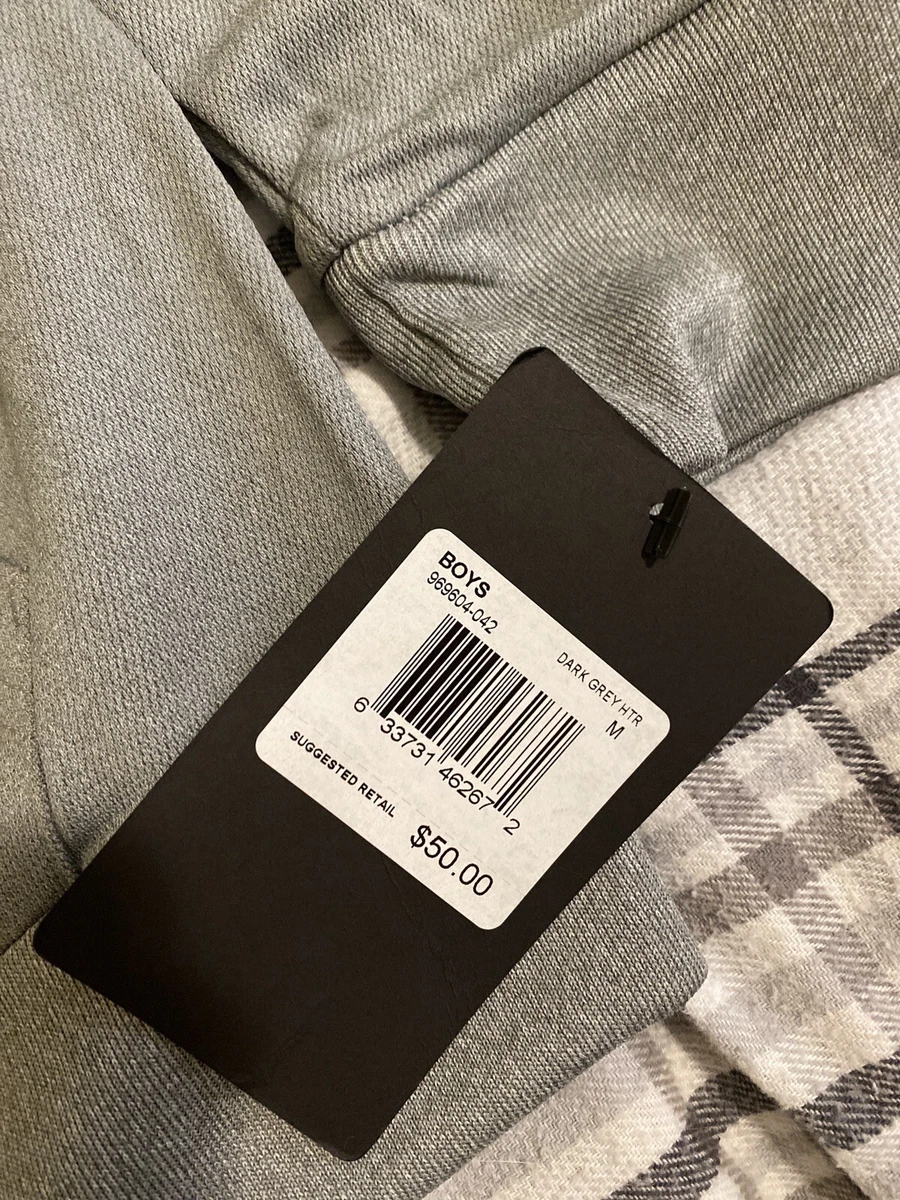 BOYS
969604-042
DARK GREY HTR
M
6 33731 46267 2
SUGGESTED RETAIL
$50.00